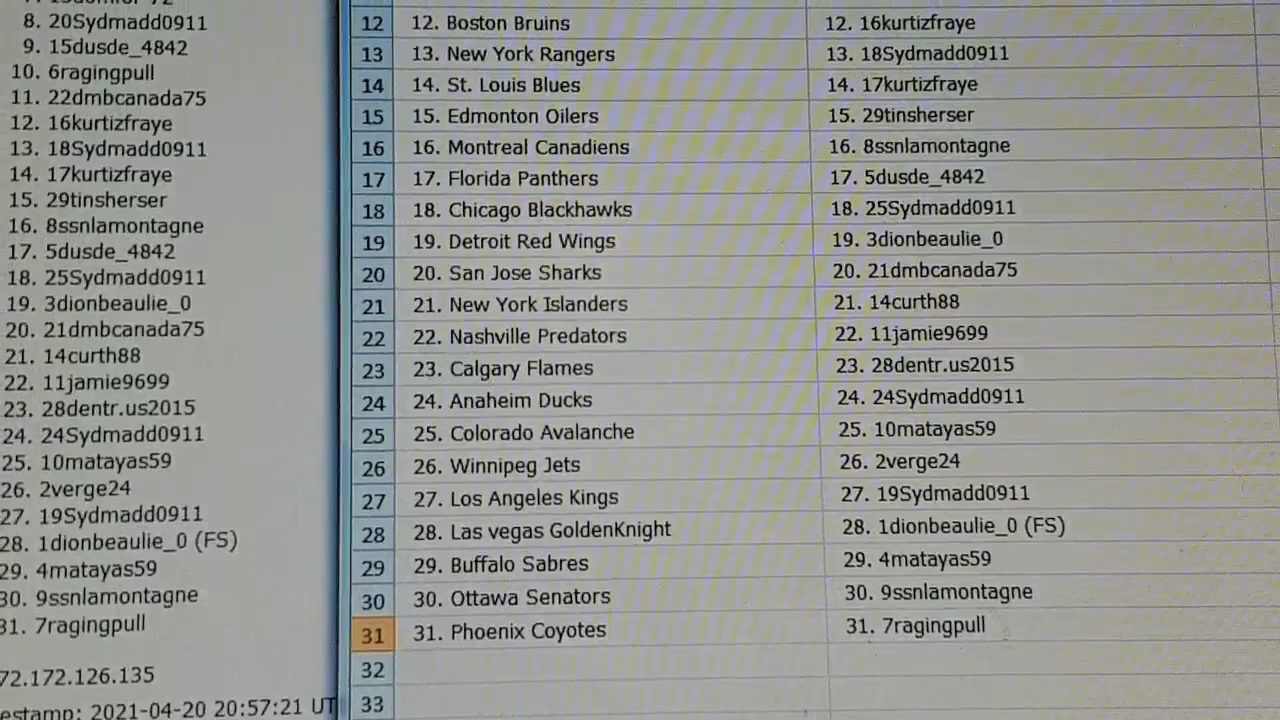 8. 20Sydmadd0911
9. 15dusde_4842
10. 6ragingpull
11. 22dmbcanada75
12. 16kurtizfraye
13. 18Sydmadd0911
14. 17kurtizfraye
15. 29tinsherser
16. 8ssnlamontagne
17. 5dusde_4842
18. 25Sydmadd0911
19. 3dionbeaulie_0
20. 21dmbcanada75
21. 14curth88
22. 11jamie9699
23. 28dentr.us2015
24. 24Sydmadd0911
25. 10matayas59
26. 2verge24
27. 19Sydmadd0911
28. 1dionbeaulie_0 (FS)
29. 4matayas59
30. 9ssnlamontagne
31. 7ragingpull
72.172.126.135
estamp: 2021-04-20 20:57:21 UT
12 12. Boston Bruins 12. 16kurtizfraye
13 13. New York Rangers 13. 18Sydmadd0911
14 14. St. Louis Blues 14. 17kurtizfraye
15 15. Edmonton Oilers 15. 29tinsherser
16 16. Montreal Canadiens 16. 8ssnlamontagne
17 17. Florida Panthers 17. 5dusde_4842
18 18. Chicago Blackhawks 18. 25Sydmadd0911
19 19. Detroit Red Wings 19. 3dionbeaulie_0
20 20. San Jose Sharks 20. 21dmbcanada75
21 21. New York Islanders 21. 14curth88
22 22. Nashville Predators 22. 11jamie9699
23 23. Calgary Flames 23. 28dentr.us2015
24 24. Anaheim Ducks 24. 24Sydmadd0911
25 25. Colorado Avalanche 25. 10matayas59
26 26. Winnipeg Jets 26. 2verge24
27 27. Los Angeles Kings 27. 19Sydmadd0911
28 28. Las vegas GoldenKnight 28. 1dionbeaulie_0 (FS)
29 29. Buffalo Sabres 29. 4matayas59
30 30. Ottawa Senators 30. 9ssnlamontagne
31 31. Phoenix Coyotes 31. 7ragingpull
32
33